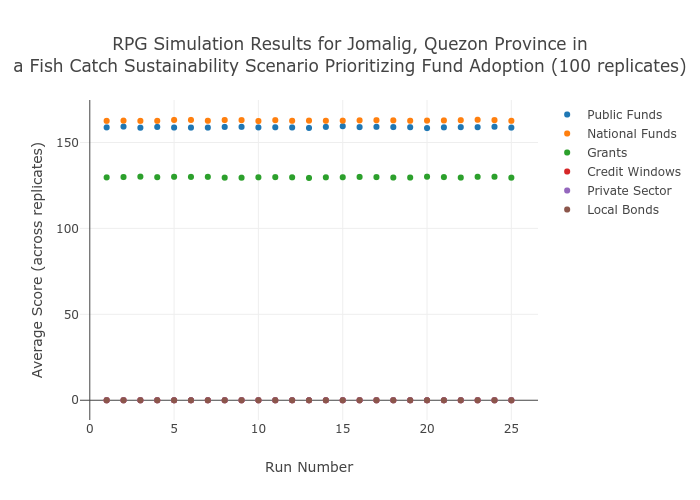 RPG Simulation Results for Jomalig, Quezon Province in
a Fish Catch Sustainability Scenario Prioritizing Fund Adoption (100 replicates)
Public Funds
National Funds
Grants
Credit Windows
Private Sector
Local Bonds
Average Score (across replicates)
150
100
50
0
0
5
10
15
20
25
Run Number